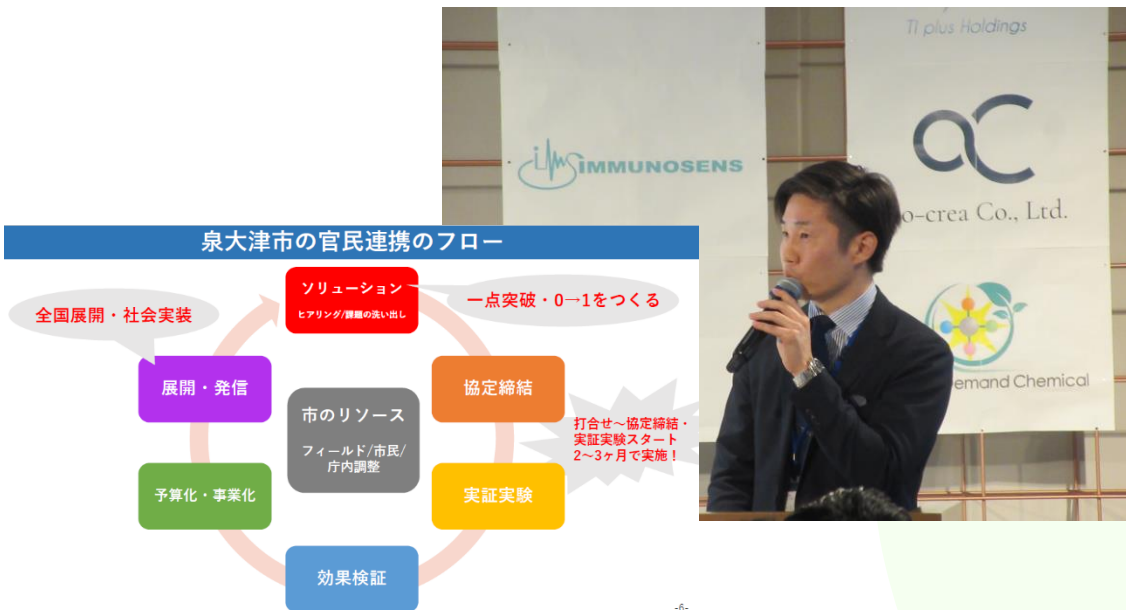 TI plus Holdings
IMMUNOSENS
o-crea Co., Ltd.
emand Chemical
泉大津市の官民連携のフロー
ソリューション
ヒアリング/課題の洗い出し
一点突破・0→1をつくる
全国展開・社会実装
展開・発信
協定締結
市のリソース
フィールド/市民/
庁内調整
打合せ～協定締結・
実証実験スタート
2～3ヶ月で実施！
予算化・事業化
実証実験
効果検証
-6-